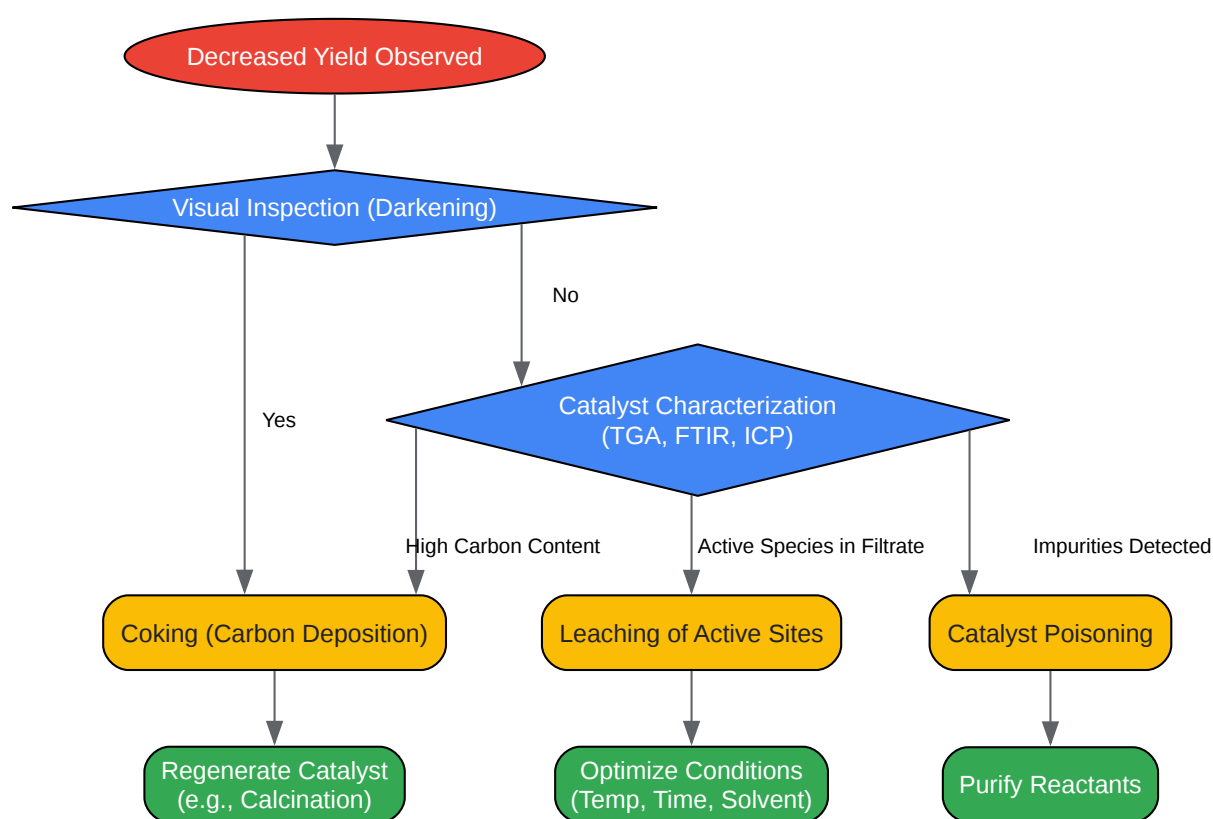 Decreased Yield Observed
Visual Inspection (Darkening)
No
Yes
Catalyst Characterization
(TGA, FTIR, ICP)
High Carbon Content
Active Species in Filtrate
Impurities Detected
Coking (Carbon Deposition)
Leaching of Active Sites
Catalyst Poisoning
Regenerate Catalyst
(e.g., Calcination)
Optimize Conditions
(Temp, Time, Solvent)
Purify Reactants